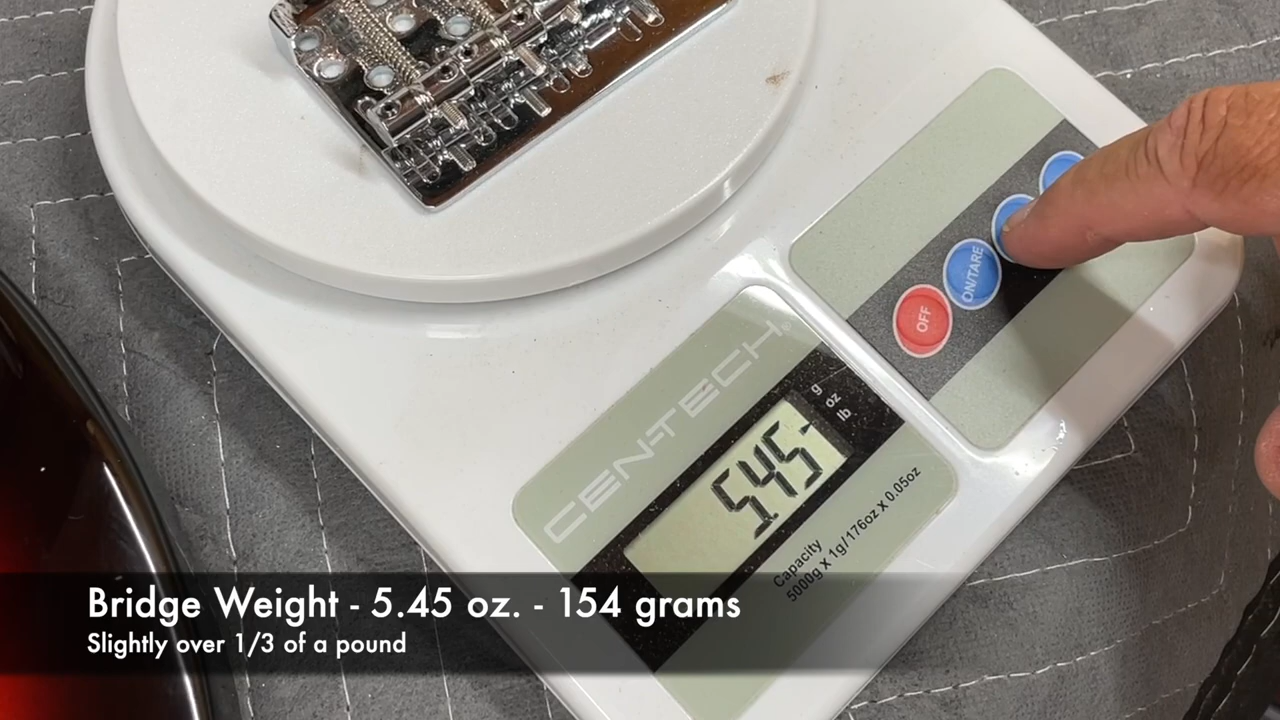 ON/TARE
OFF
CEN-TECH®
g
oz
lb
5.45
Capacity
5000g X 1g/176oz X 0.05oz
Bridge Weight - 5.45 oz. - 154 grams
Slightly over 1/3 of a pound